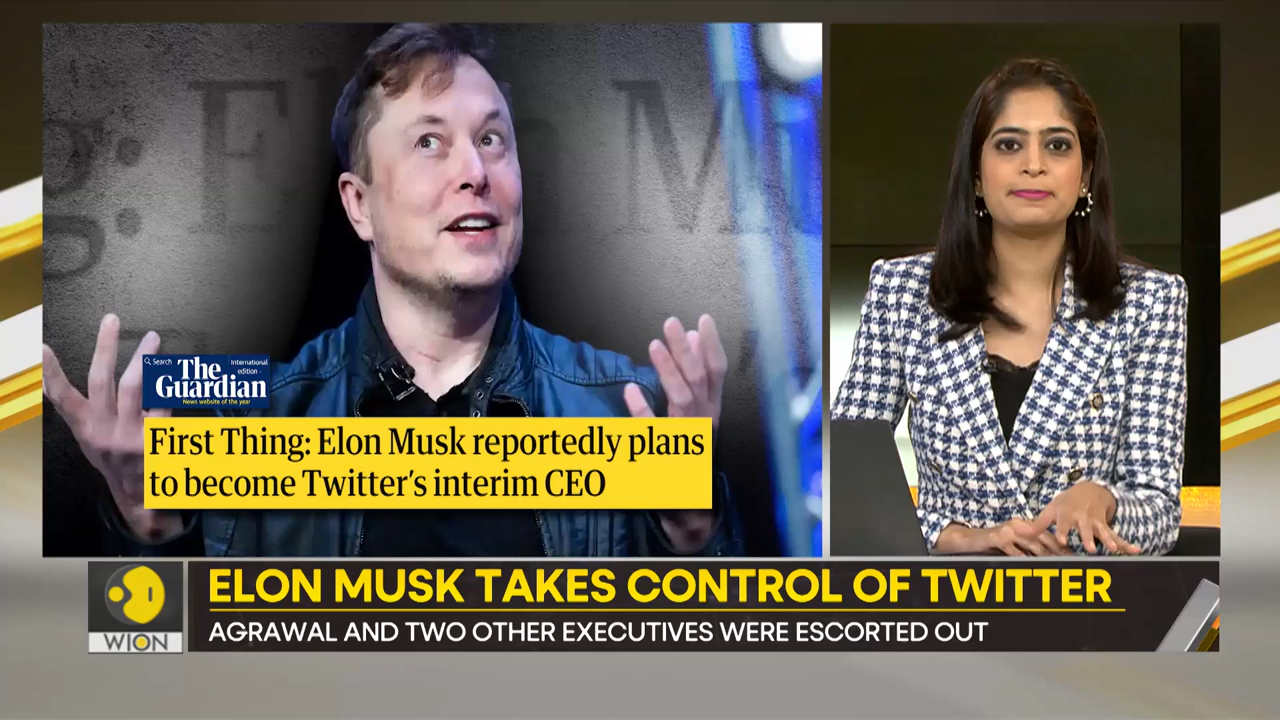 Search
International
edition
The
Guardian
News website of the year
First Thing: Elon Musk reportedly plans
to become Twitter's interim CEO
ELON MUSK TAKES CONTROL OF TWITTER
WION
AGRAWAL AND TWO OTHER EXECUTIVES WERE ESCORTED OUT